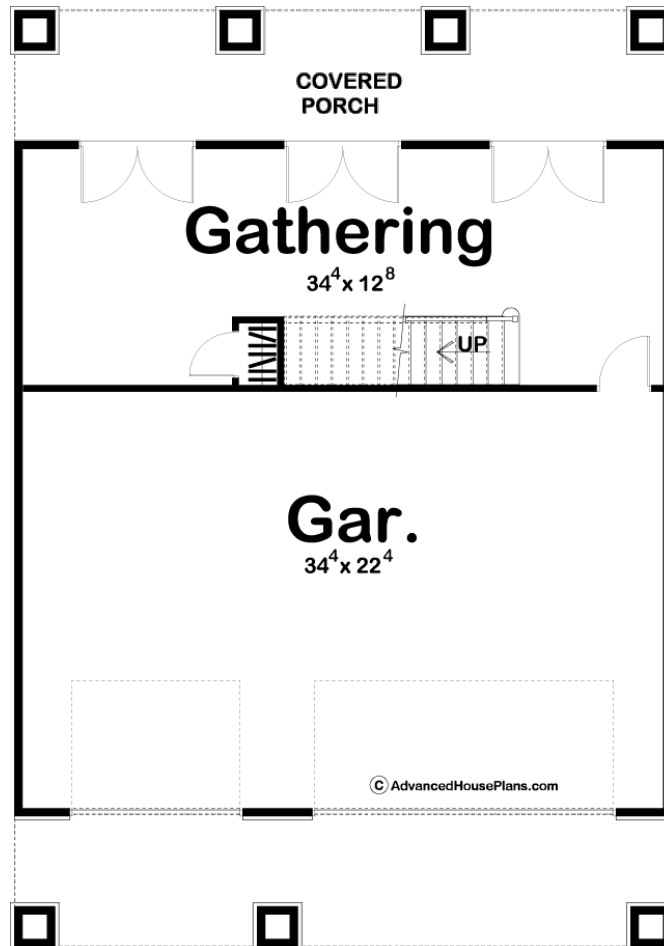 COVERED
PORCH
Gathering
34⁴ x 12⁸
UP
Gar.
34⁴ x 22⁴
© AdvancedHousePlans.com